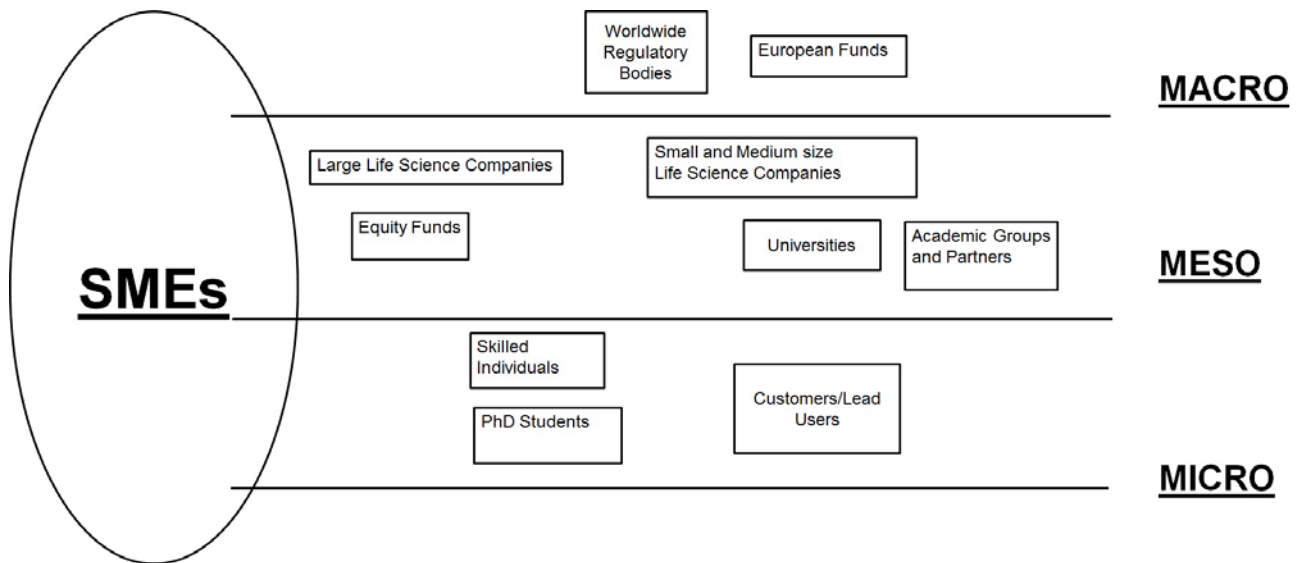 Worldwide
Regulatory
Bodies
European Funds
MACRO
Large Life Science Companies
Small and Medium size
Life Science Companies
Equity Funds
Universities
Academic Groups
and Partners
MESO
SMEs
Skilled
Individuals
PhD Students
Customers/Lead
Users
MICRO